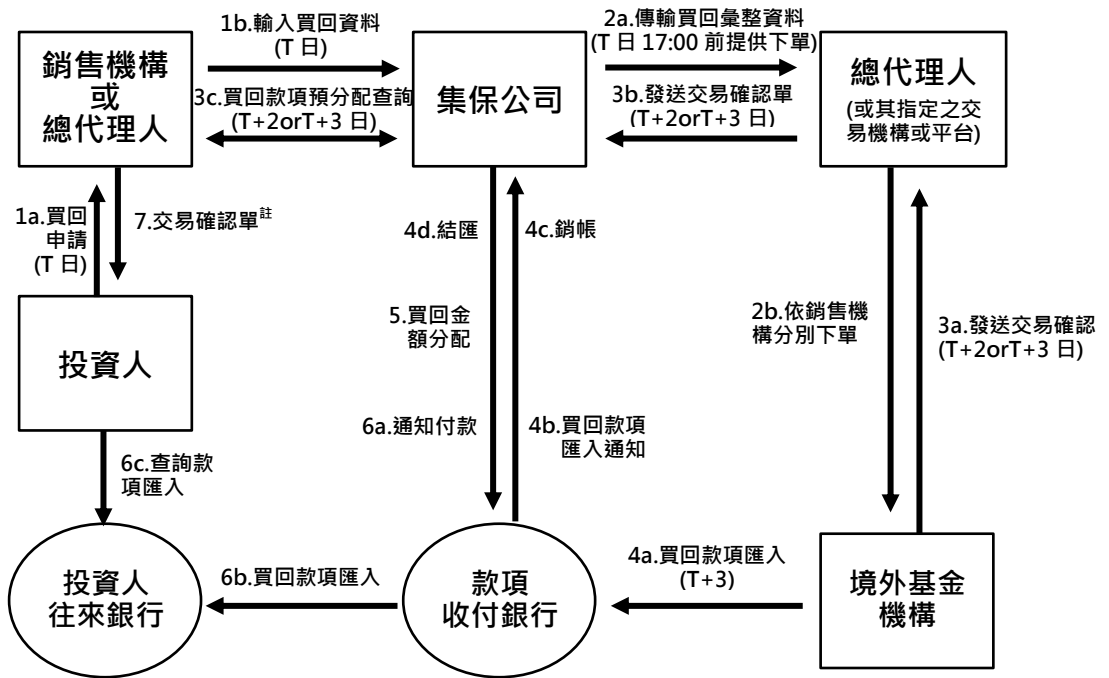 1b.輸入買回資料
(T 日)
2a.傳輸買回彙整資料
(T 日 17:00 前提供下單)
銷售機構
或
總代理人
3c.買回款項預分配查詢
(T+2orT+3 日)
集保公司
3b.發送交易確認單
(T+2orT+3 日)
總代理人
(或其指定之交
易機構或平台)
1a.買回
申請
(T 日)
7.交易確認單註
4d.結匯
4c.銷帳
5.買回金
額分配
2b.依銷售機
構分別下單
3a.發送交易確認
(T+2orT+3 日)
投資人
6a.通知付款
4b.買回款項
匯入通知
6c.查詢款
項匯入
投資人
往來銀行
6b.買回款項匯入
款項
收付銀行
4a.買回款項匯入
(T+3)
境外基金
機構